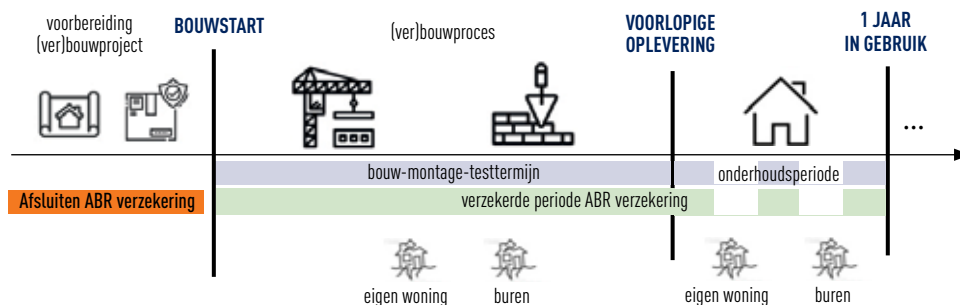 voorbereiding
(ver)bouwproject
BOUWSTART
(ver)bouwproces
VOORLOPIGE
OPLEVERING
1 JAAR
IN GEBRUIK
...
bouw-montage-testtermijn
onderhoudsperiode
Afsluiten ABR verzekering
verzekerde periode ABR verzekering
eigen woning
buren
eigen woning
buren